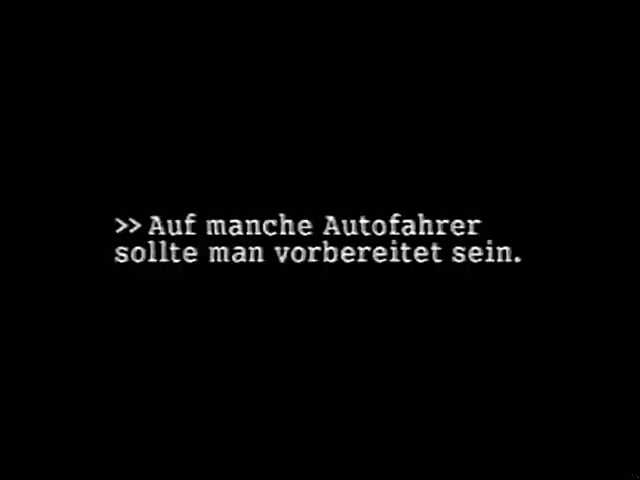 >> Auf manche Autofahrer
sollte man vorbereitet sein.